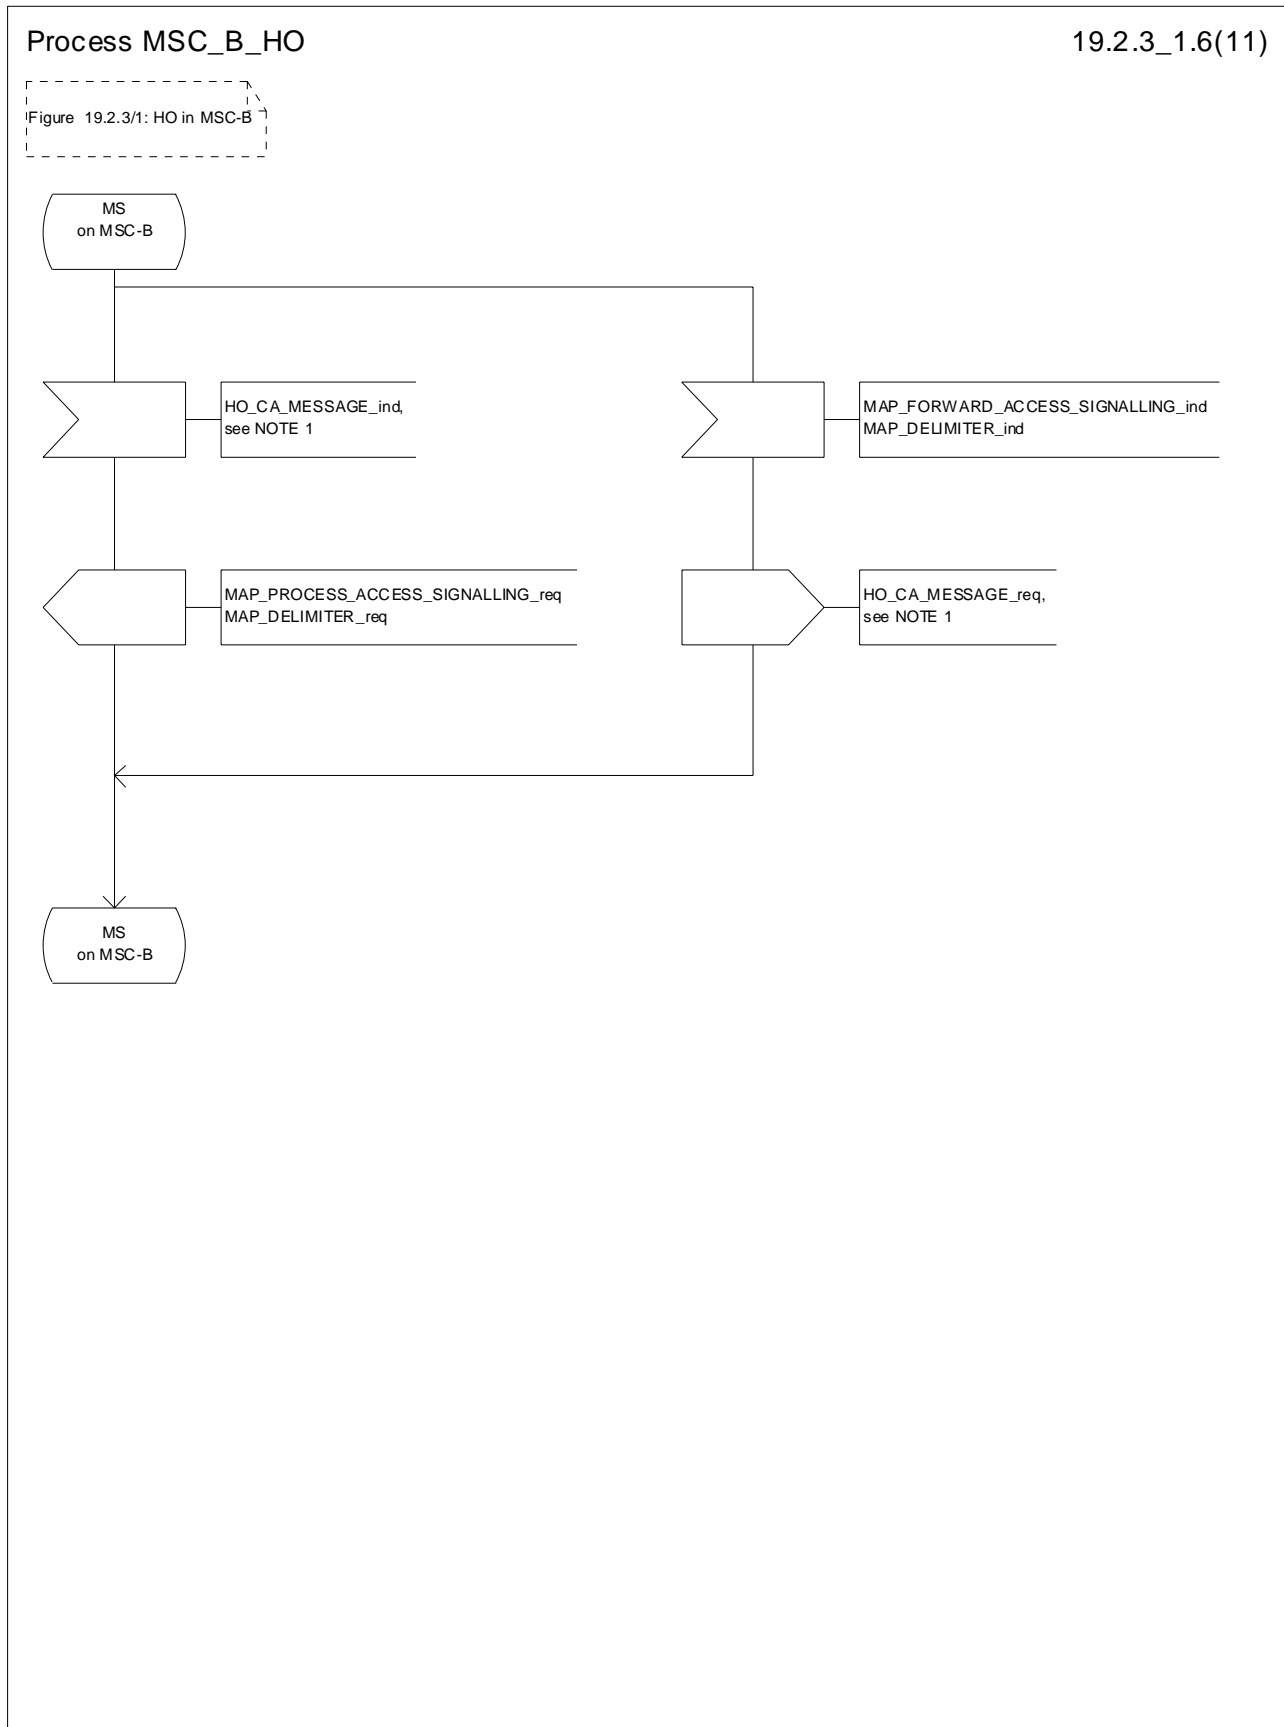 Process MSC_B_HO
19.2.3_1.6(11)
Figure 19.2.3/1: HO in MSC-B
MS
on MSC-B
HO_CA_MESSAGE_ind,
see NOTE 1
MAP_FORWARD_ACCESS_SIGNALLING_ind
MAP_DELIMITER_ind
MAP_PROCESS_ACCESS_SIGNALLING_req
MAP_DELIMITER_req
HO_CA_MESSAGE_req,
see NOTE 1
MS
on MSC-B